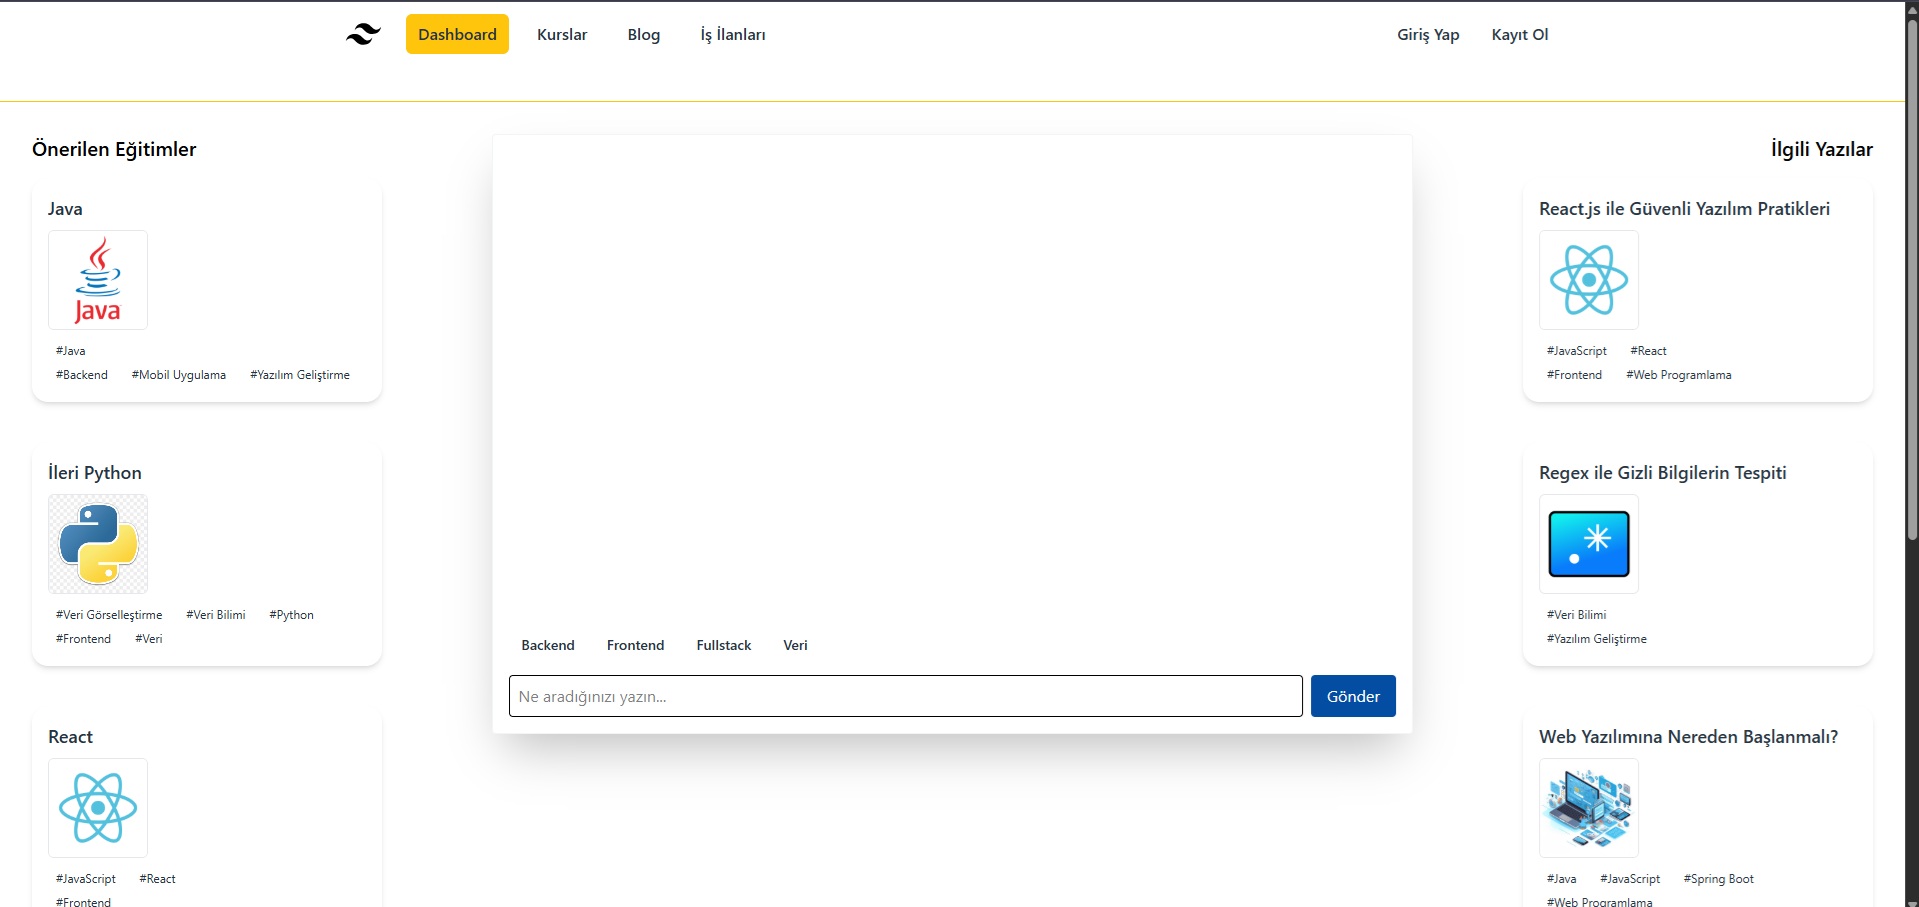 Dashboard Kurslar Blog İş İlanları Giriş Yap Kayıt Ol
Önerilen Eğitimler
Java
Java
#Java
#Backend #Mobil Uygulama #Yazılım Geliştirme
İleri Python
#Veri Görselleştirme #Veri Bilimi #Python
#Frontend #Veri
React
#JavaScript #React
#Frontend
Backend Frontend Fullstack Veri
Ne aradığınızı yazın...
Gönder
İlgili Yazılar
React.js ile Güvenli Yazılım Pratikleri
#JavaScript #React
#Frontend #Web Programlama
Regex ile Gizli Bilgilerin Tespiti
#Veri Bilimi
#Yazılım Geliştirme
Web Yazılımına Nereden Başlanmalı?
#Java #JavaScript #Spring Boot
#Web Programlama